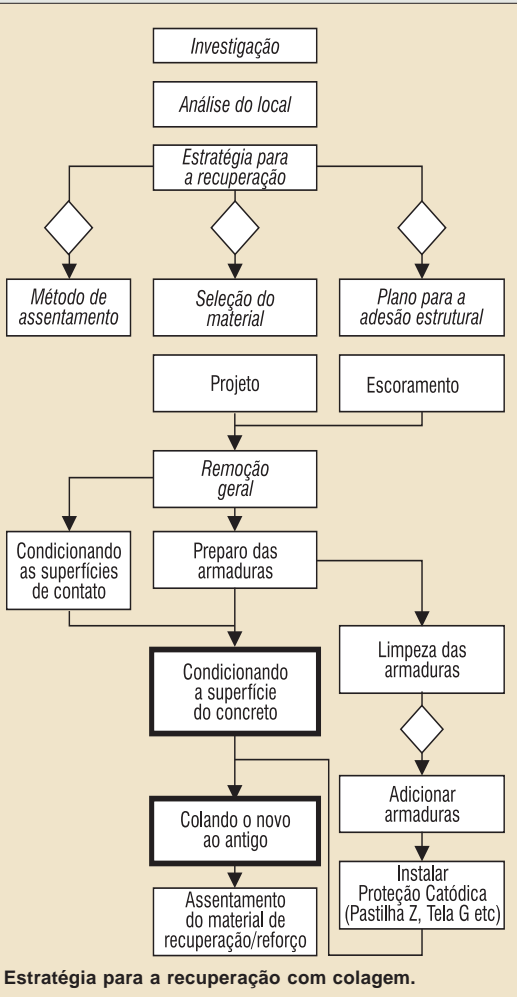 Investigação
Análise do local
Estratégia para
a recuperação
Método de
assentamento
Seleção do
material
Plano para a
adesão estrutural
Projeto
Escoramento
Remoção
geral
Condicionando
as superfícies
de contato
Preparo das
armaduras
Limpeza das
armaduras
Condicionando
a superfície
do concreto
Adicionar
armaduras
Colando o novo
ao antigo
Instalar
Proteção Catódica
(Pastilha Z, Tela G etc)
Assentamento
do material de
recuperação/reforço
Estratégia para a recuperação com colagem.